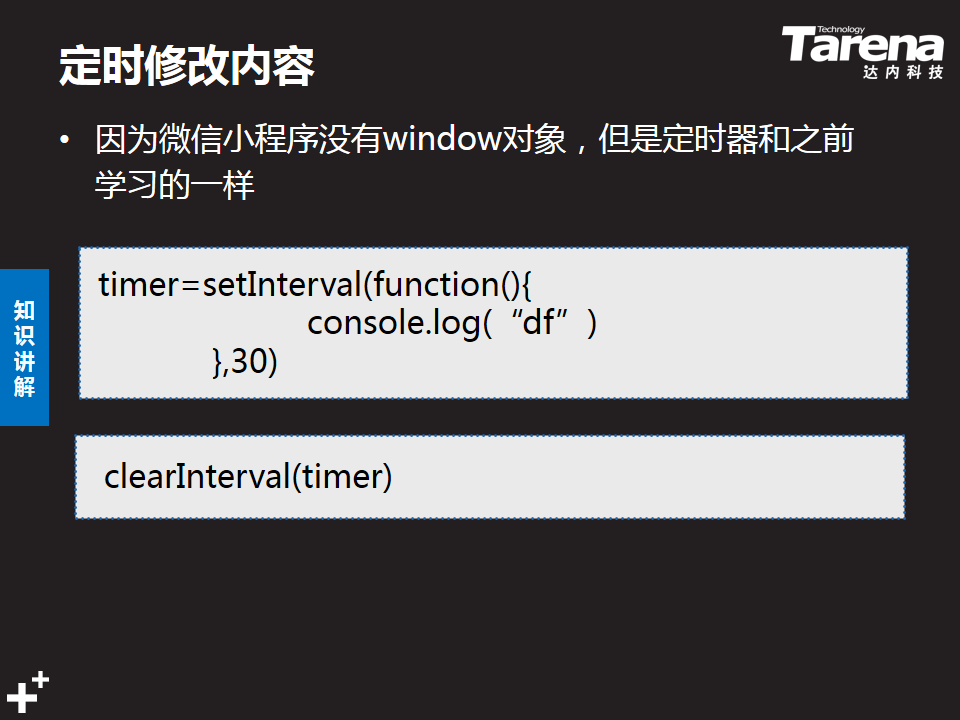 定时修改内容
Technology
Tarena
达内科技
• 因为微信小程序没有window对象，但是定时器和之前
学习的一样
timer=setInterval(function(){
console.log(“df”)
},30)
知识讲解
clearInterval(timer)